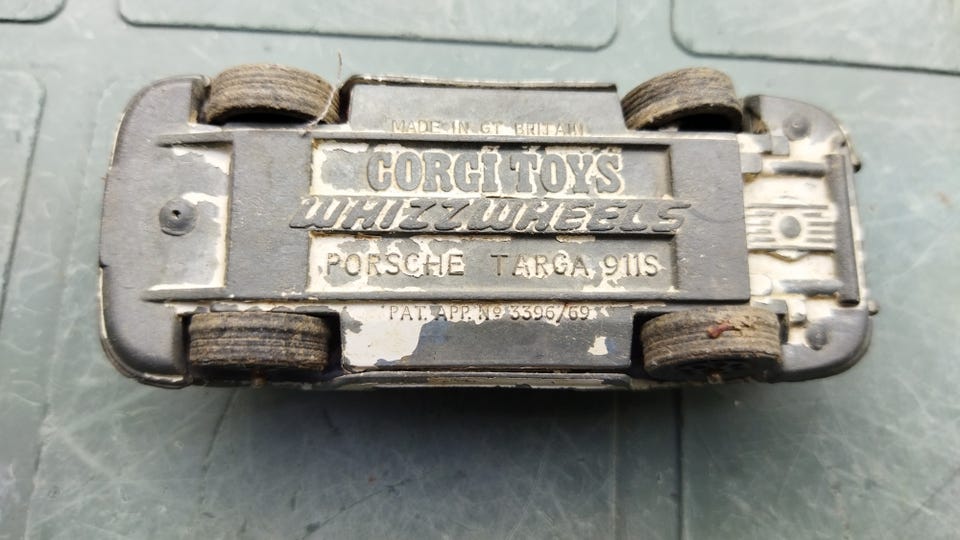 MADE IN GT BRITAIN
CORGI TOYS
WHIZZWHEELS
PORSCHE TARGA 911S
PAT. APP. No 3396/69